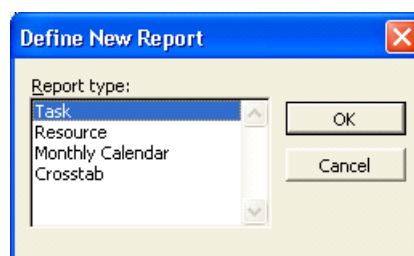 Define New Report
Report type:
Task
OK
Resource
Monthly Calendar
Cancel
Crosstab